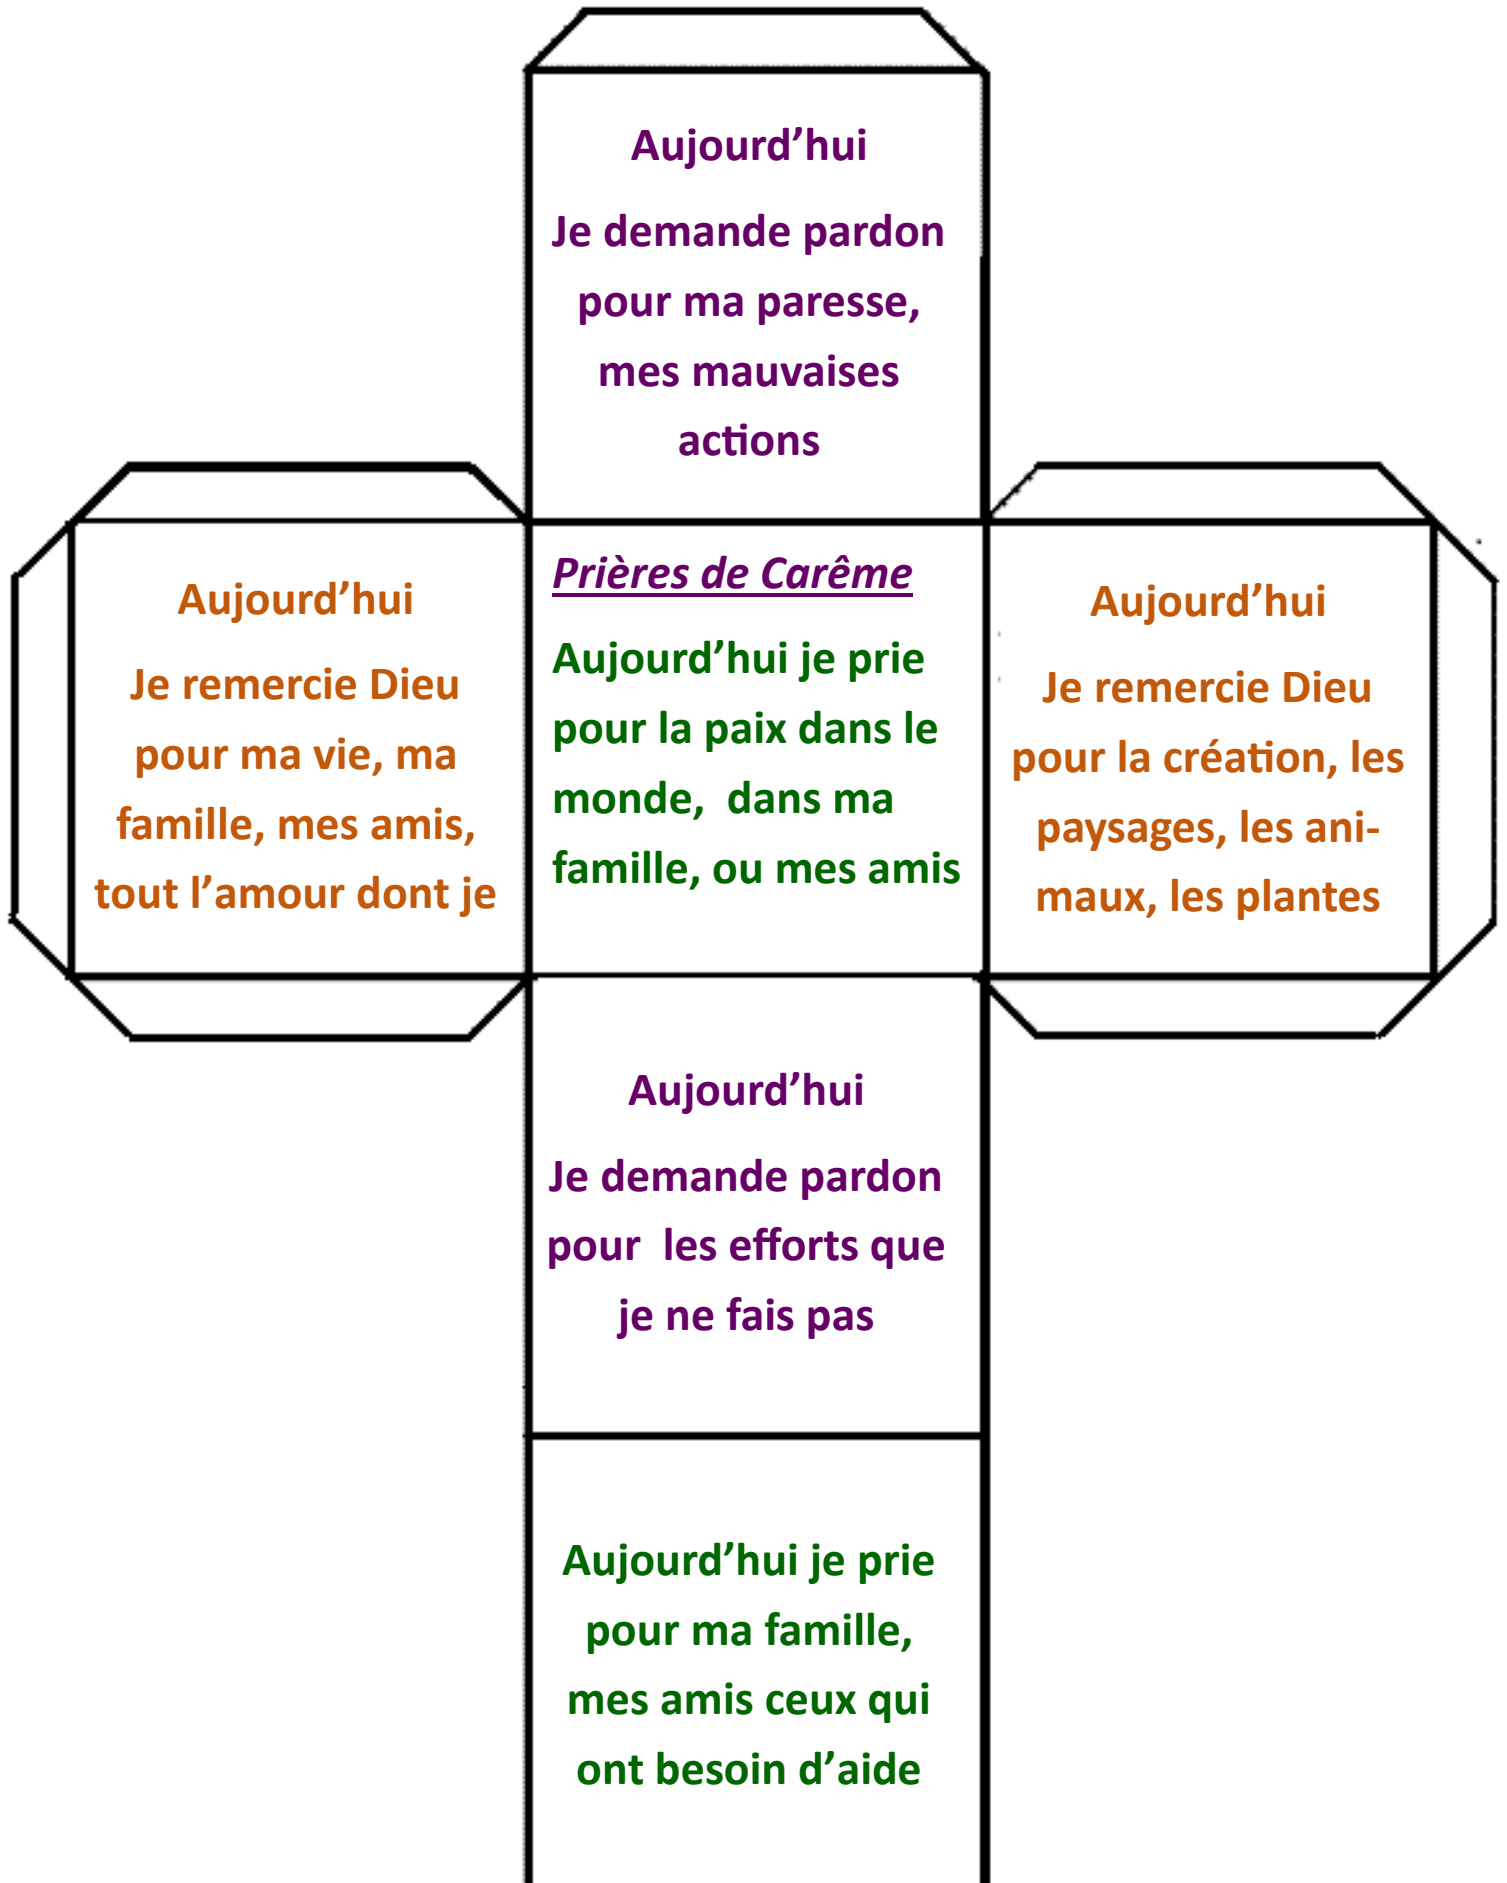 Aujourd’hui
Je demande pardon
pour ma paresse,
mes mauvaises
actions
Aujourd’hui
Je remercie Dieu
pour ma vie, ma
famille, mes amis,
tout l’amour dont je
Prières de Carême
Aujourd’hui je prie
pour la paix dans le
monde,  dans ma
famille, ou mes amis
Aujourd’hui
Je remercie Dieu
pour la création, les
paysages, les ani-
maux, les plantes
Aujourd’hui
Je demande pardon
pour  les efforts que
je ne fais pas
Aujourd’hui je prie
pour ma famille,
mes amis ceux qui
ont besoin d’aide